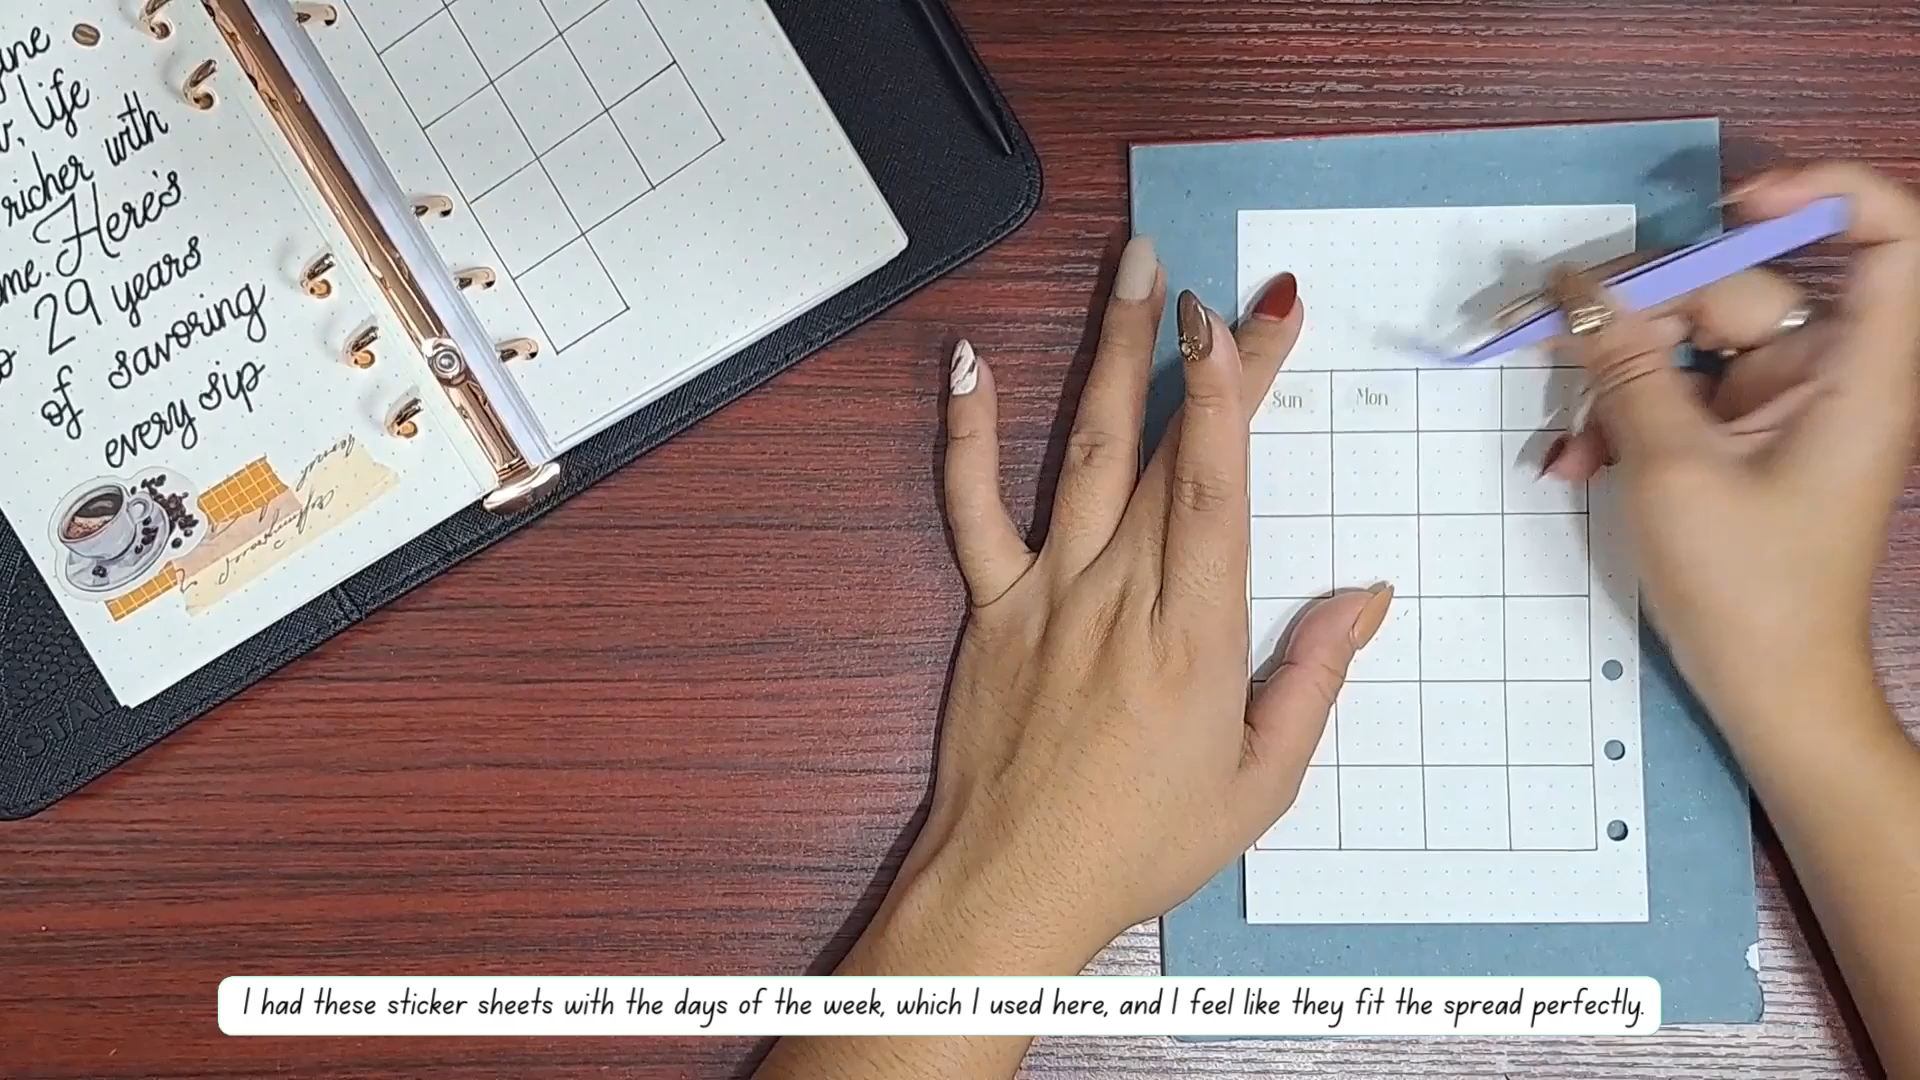 life
richer with
me. Here's
29 years
of savoring
every sip
STAT
Sun Mon
I had these sticker sheets with the days of the week, which I used here, and I feel like they fit the spread perfectly.